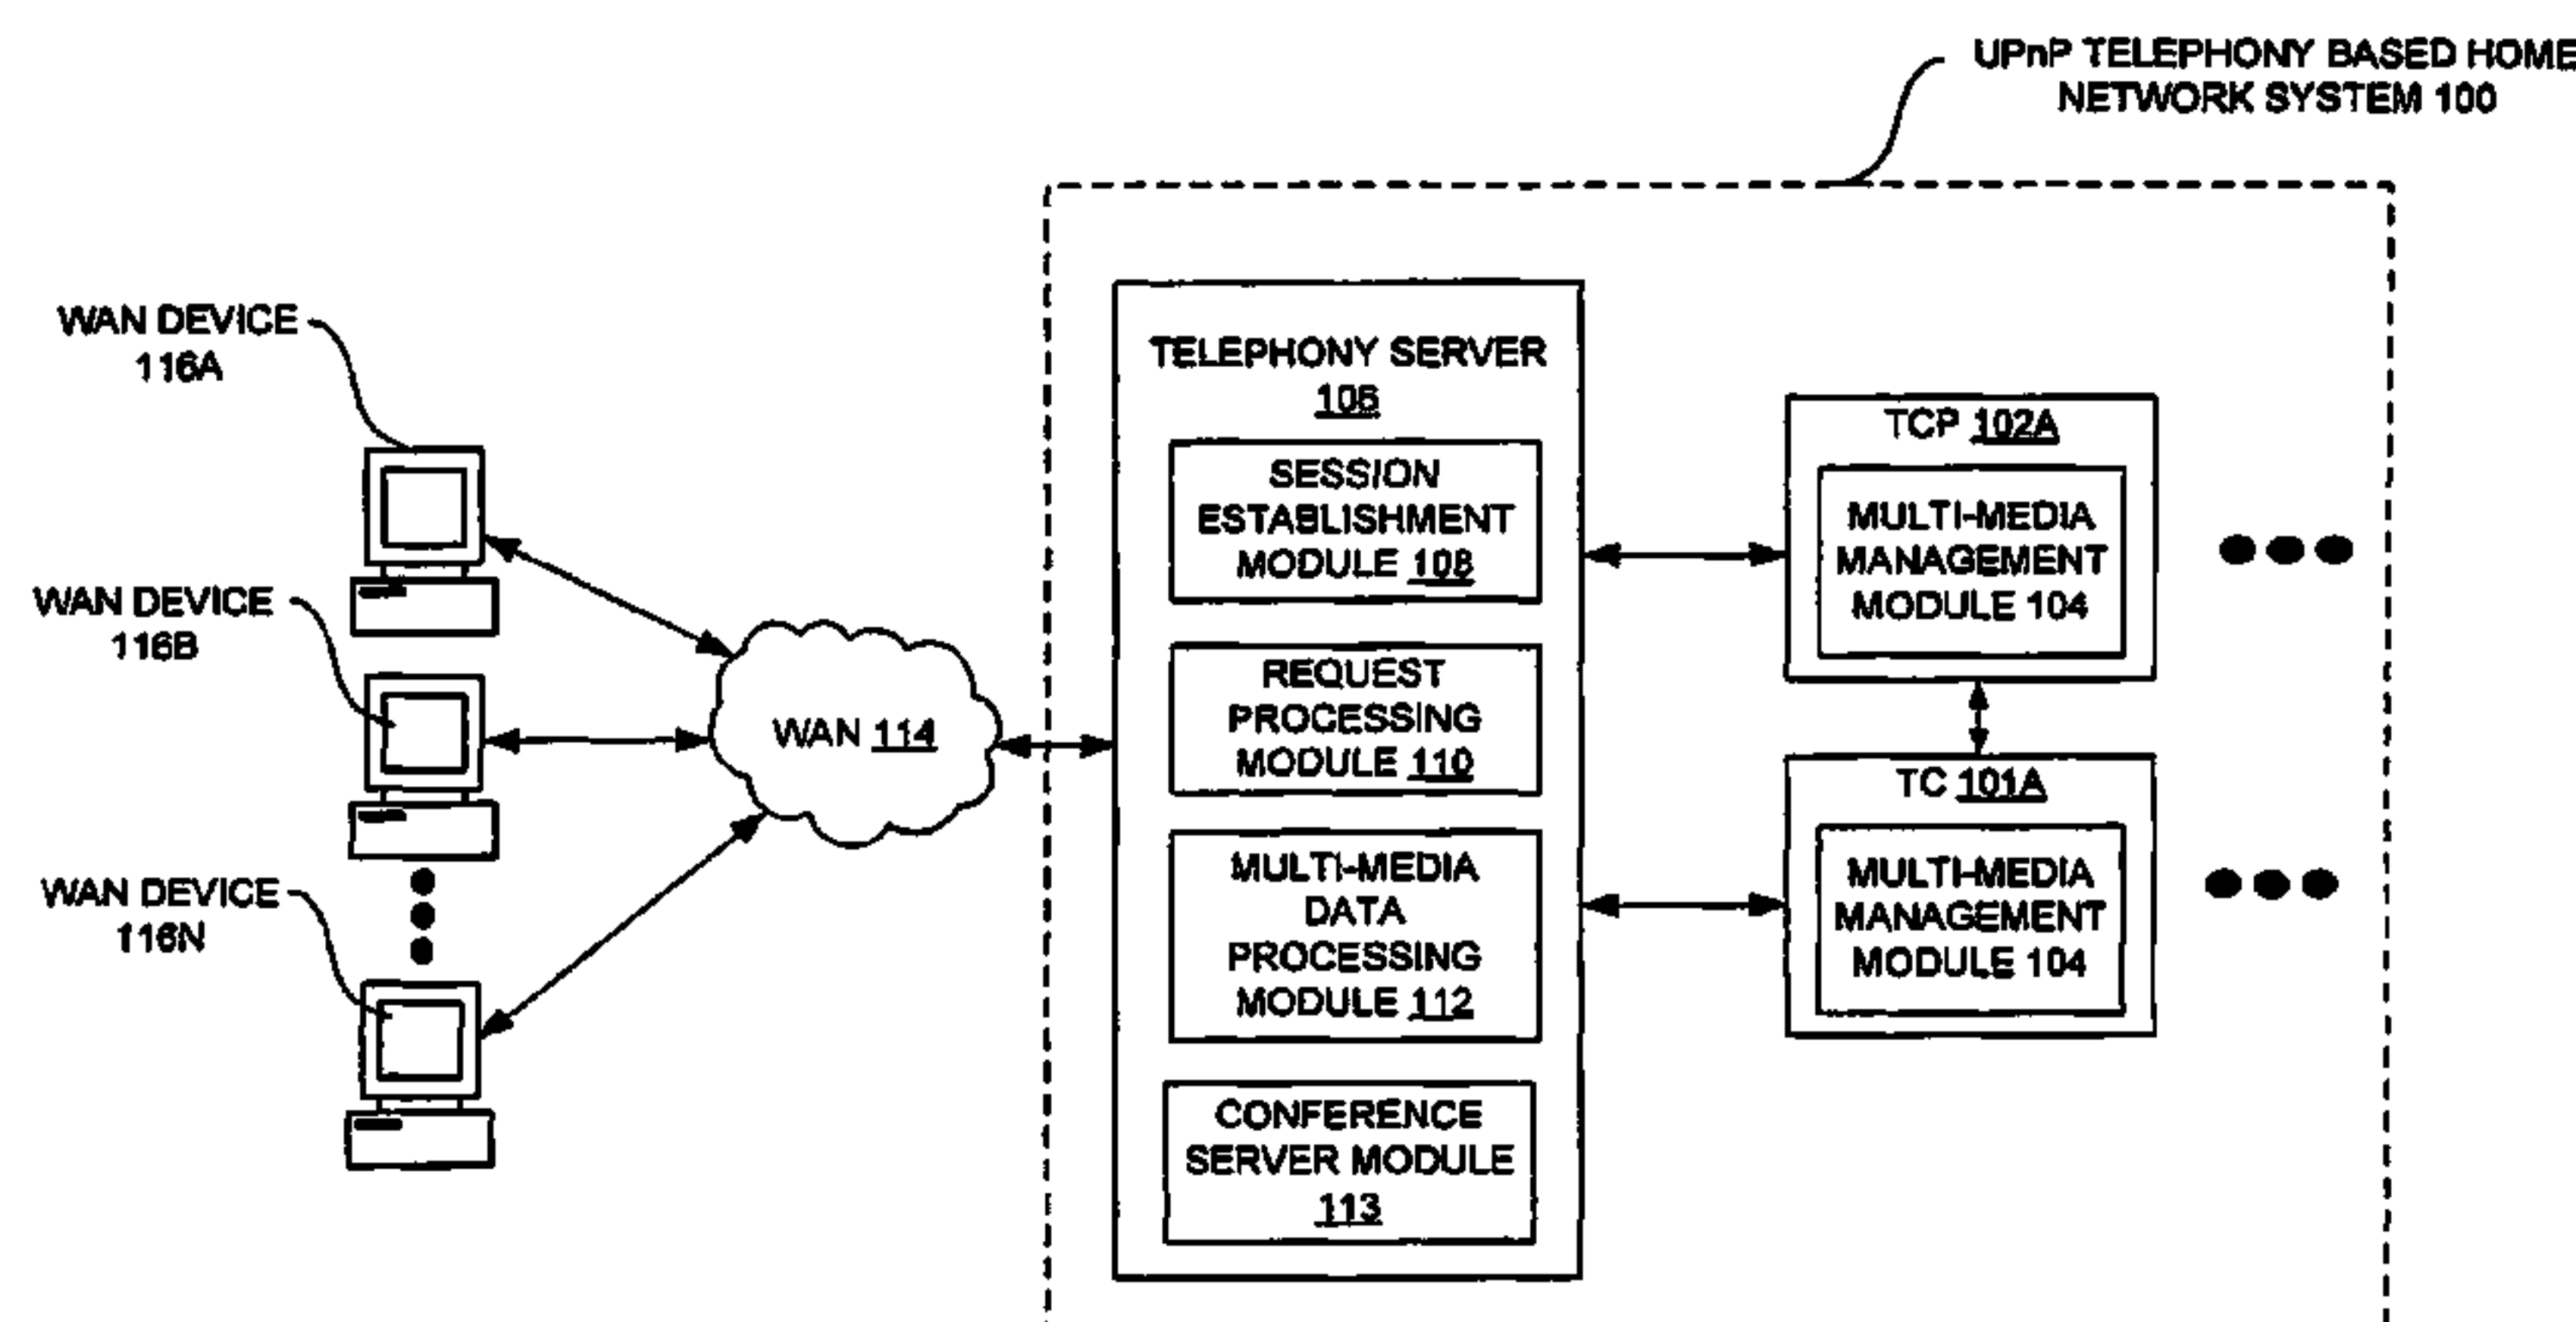 UPnP TELEPHONY BASED HOME
NETWORK SYSTEM 100
WAN DEVICE
116A
WAN DEVICE
116B
WAN DEVICE
116N
WAN 114
TELEPHONY SERVER
106
SESSION
ESTABLISHMENT
MODULE 108
REQUEST
PROCESSING
MODULE 110
MULTI-MEDIA
DATA
PROCESSING
MODULE 112
CONFERENCE
SERVER MODULE
113
TCP 102A
MULTI-MEDIA
MANAGEMENT
MODULE 104
TC 101A
MULTI-MEDIA
MANAGEMENT
MODULE 104